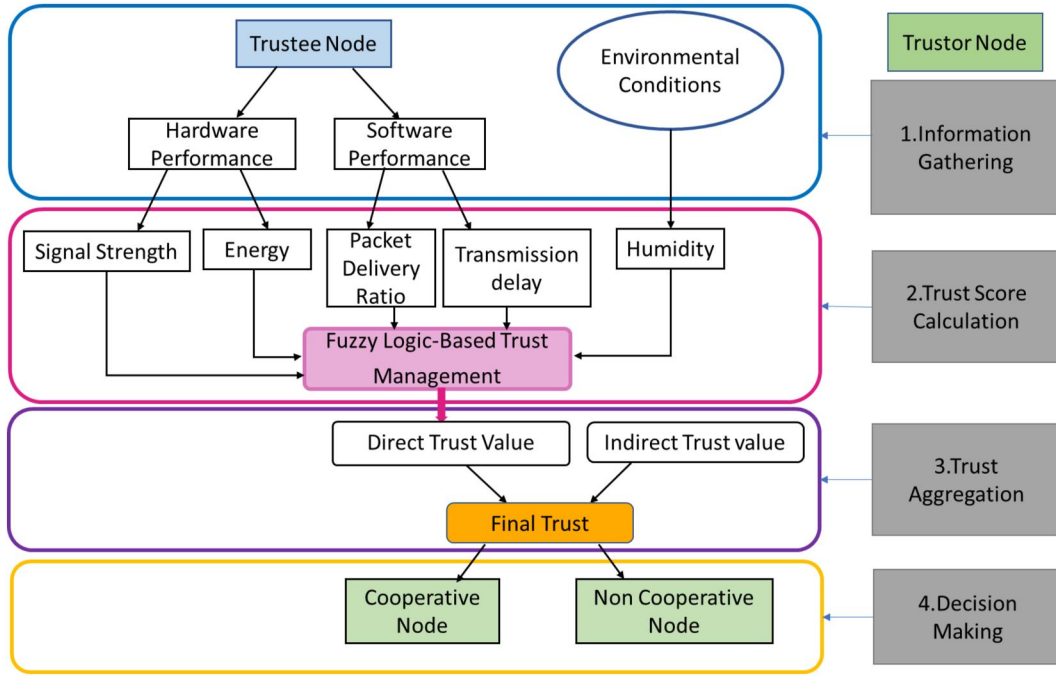 Trustee Node
Environmental
Conditions
Trustor Node
Hardware
Performance
Software
Performance
1.Information
Gathering
Signal Strength
Energy
Packet
Delivery
Ratio
Transmission
delay
Humidity
2.Trust Score
Calculation
Fuzzy Logic-Based Trust
Management
Direct Trust Value
Indirect Trust value
3.Trust
Aggregation
Final Trust
Cooperative
Node
Non Cooperative
Node
4.Decision
Making